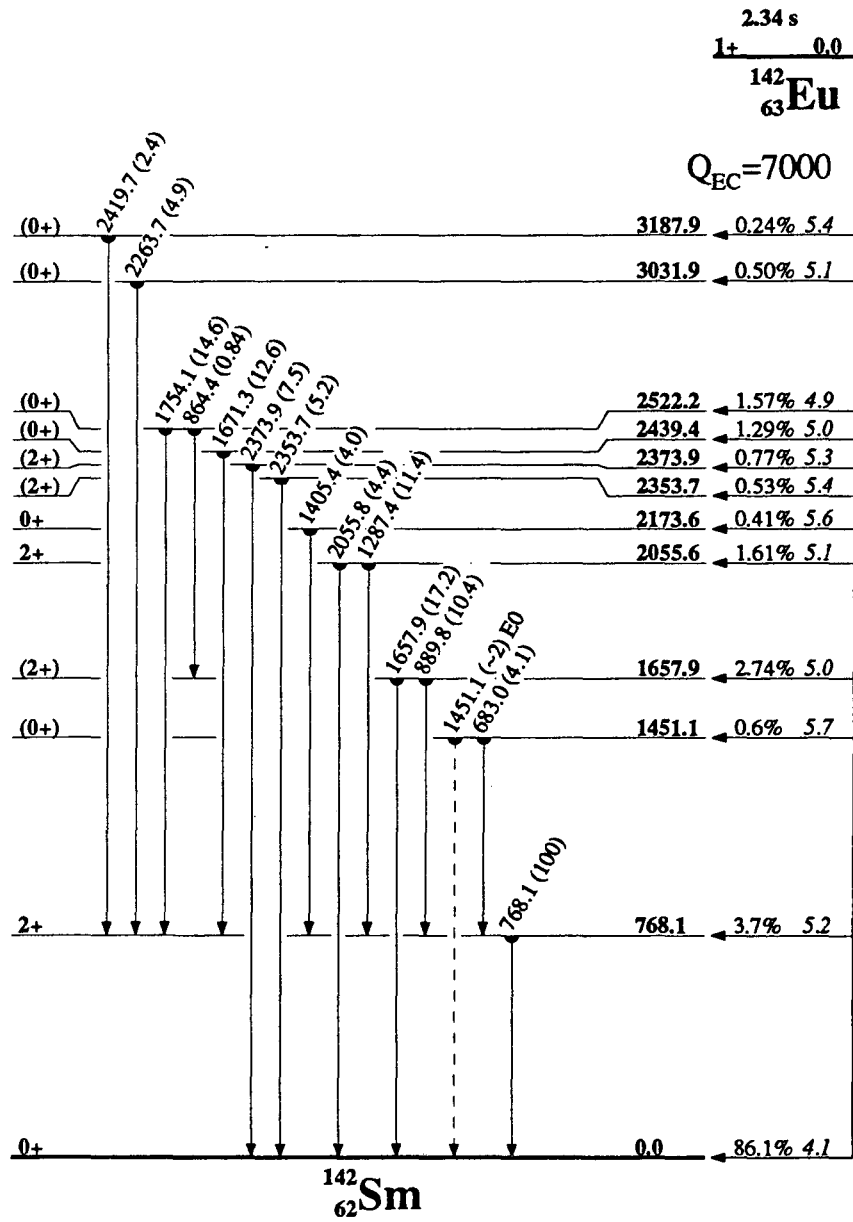 2.34 s
1+ 0.0
142
63Eu
Q_EC=7000
2419.7 (2.4)
2263.7 (4.9)
1754.1 (14.6)
864.4 (0.84)
1671.3 (12.6)
2373.9 (7.5)
2353.7 (5.2)
1405.4 (4.0)
2055.8 (4.4)
1287.4 (11.4)
1657.9 (17.2)
889.8 (10.4)
1451.1 (~2) E0
683.0 (4.1)
768.1 (100)
(0+) 3187.9 0.24% 5.4
(0+) 3031.9 0.50% 5.1
(0+) 2522.2 1.57% 4.9
(0+) 2439.4 1.29% 5.0
(2+) 2373.9 0.77% 5.3
(2+) 2353.7 0.53% 5.4
0+ 2173.6 0.41% 5.6
2+ 2055.6 1.61% 5.1
(2+) 1657.9 2.74% 5.0
(0+) 1451.1 0.6% 5.7
2+ 768.1 3.7% 5.2
0+ 0.0 86.1% 4.1
142
62Sm